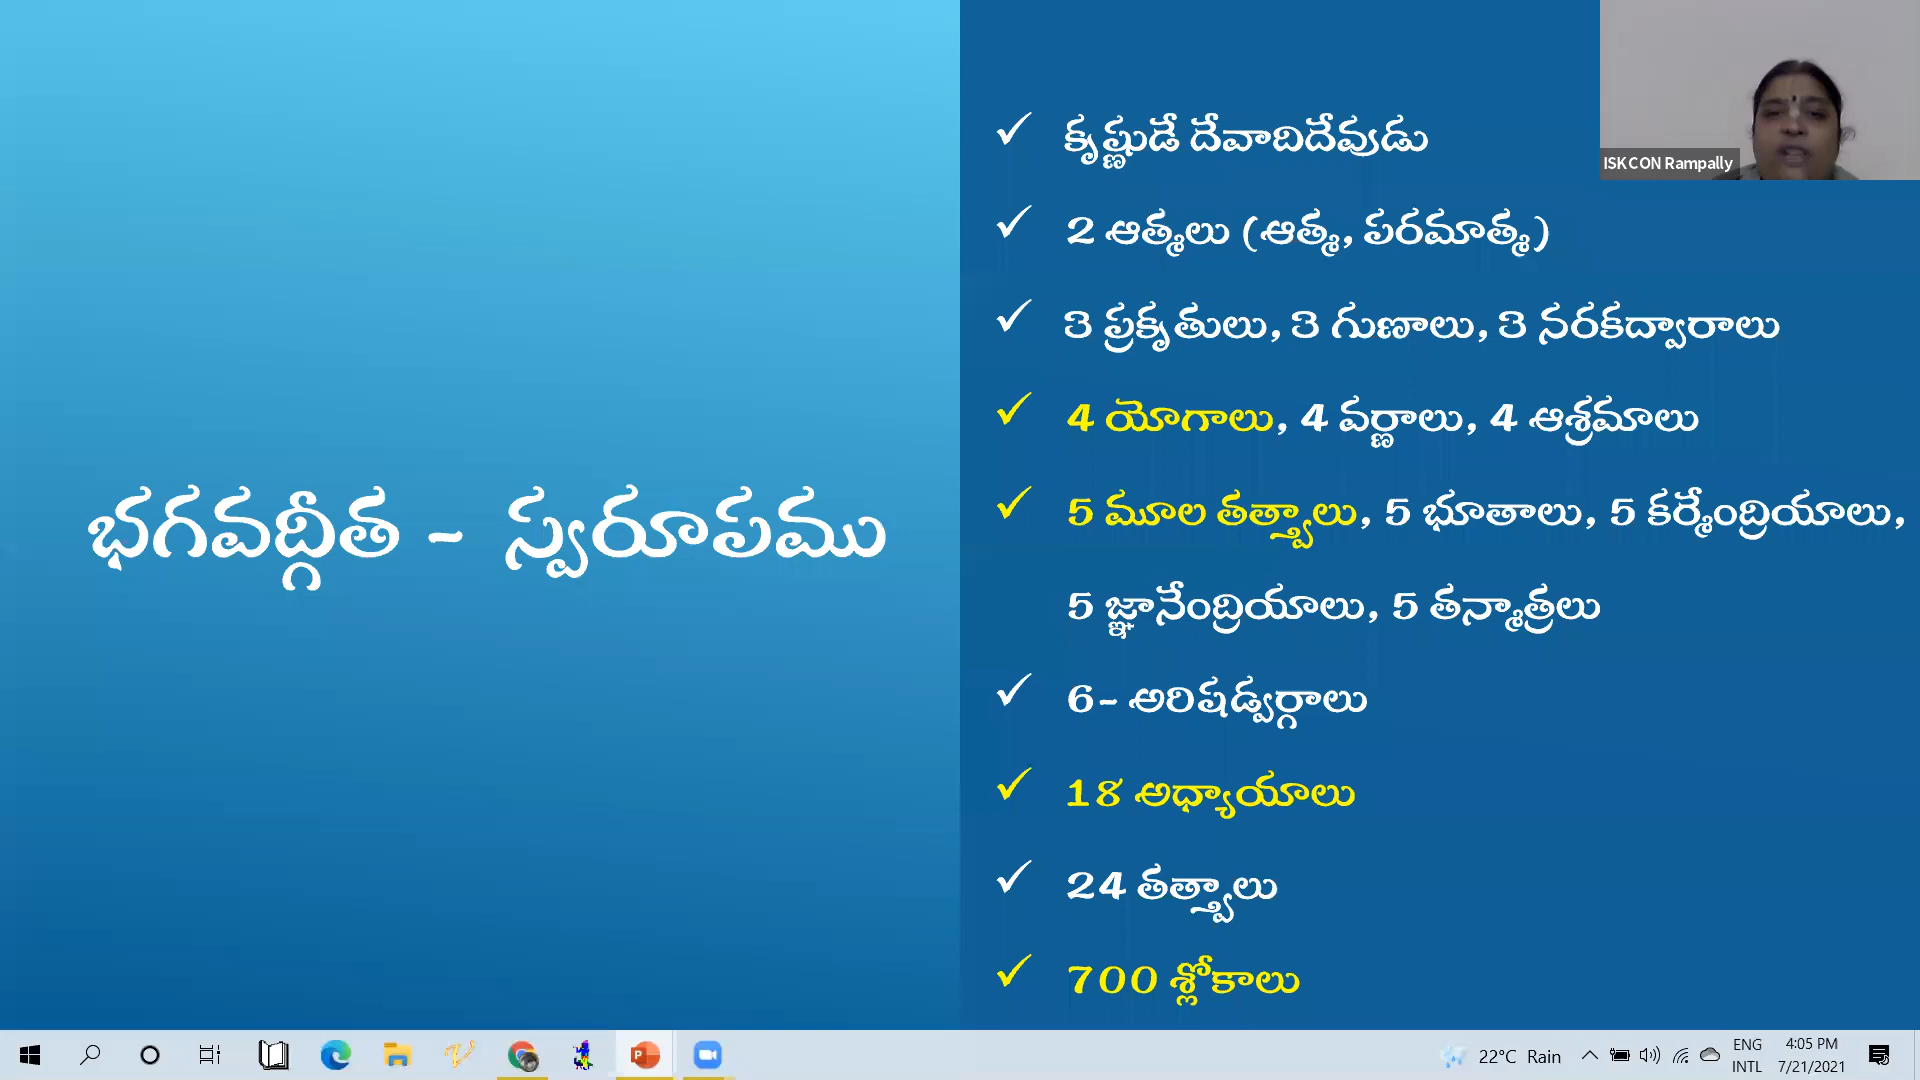 భగవద్గీత - స్వరూపము
కృష్ణుడే దేవాదిదేవుడు
2 ఆత్మలు (ఆత్మ, పరమాత్మ)
3 ప్రకృతులు, 3 గుణాలు, 3 నరకద్వారాలు
4 యోగాలు, 4 వర్ణాలు, 4 ఆశ్రమాలు
5 మూల తత్త్వాలు, 5 భూతాలు, 5 కర్మేంద్రియాలు,
5 జ్ఞానేంద్రియాలు, 5 తన్మాత్రలు
6- అరిషడ్వర్గాలు
18 అధ్యాయాలు
24 తత్త్వాలు
700 శ్లోకాలు
ISKCON Rampally
22°C Rain
ENG
INTL
4:05 PM
7/21/2021